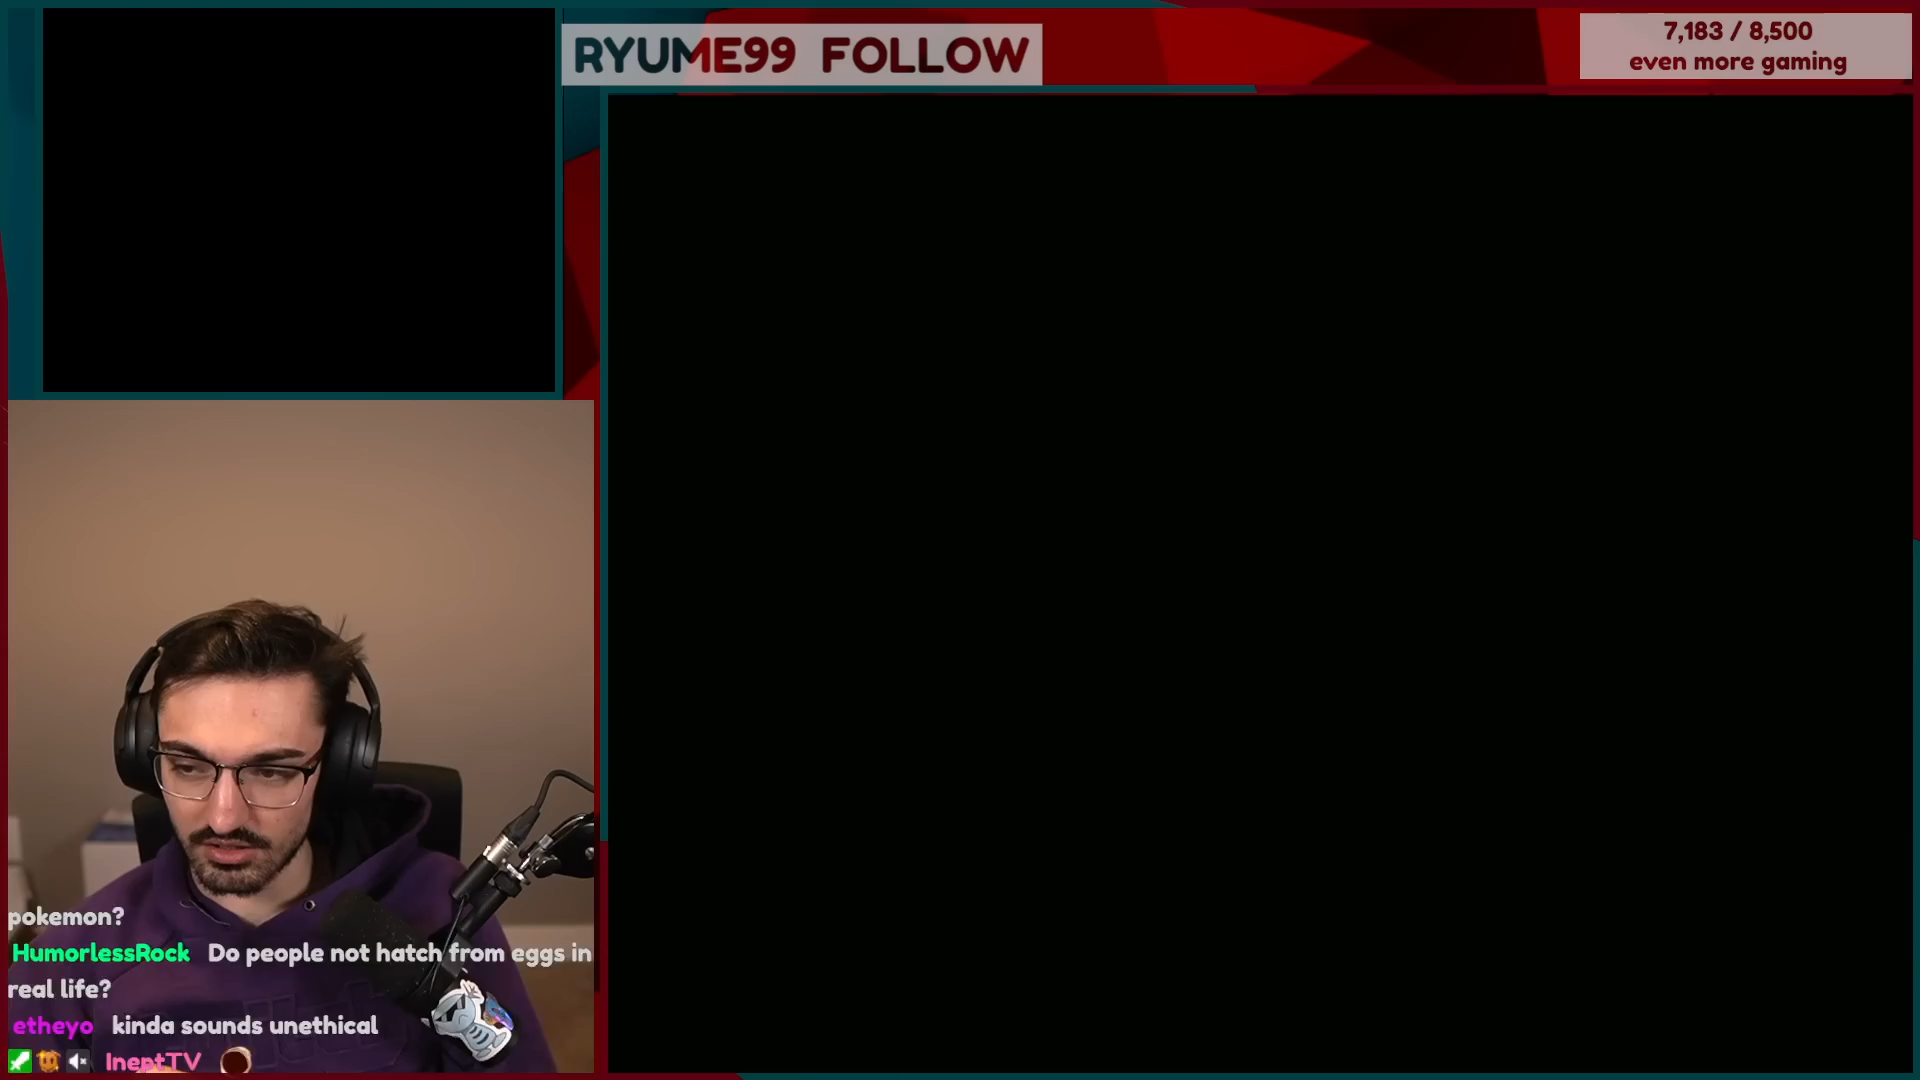 RYUME99 FOLLOW
7,183 / 8,500
even more gaming
pokemon?
HumorlessRock Do people not hatch from eggs in
real life?
etheyo kinda sounds unethical
IneptTV